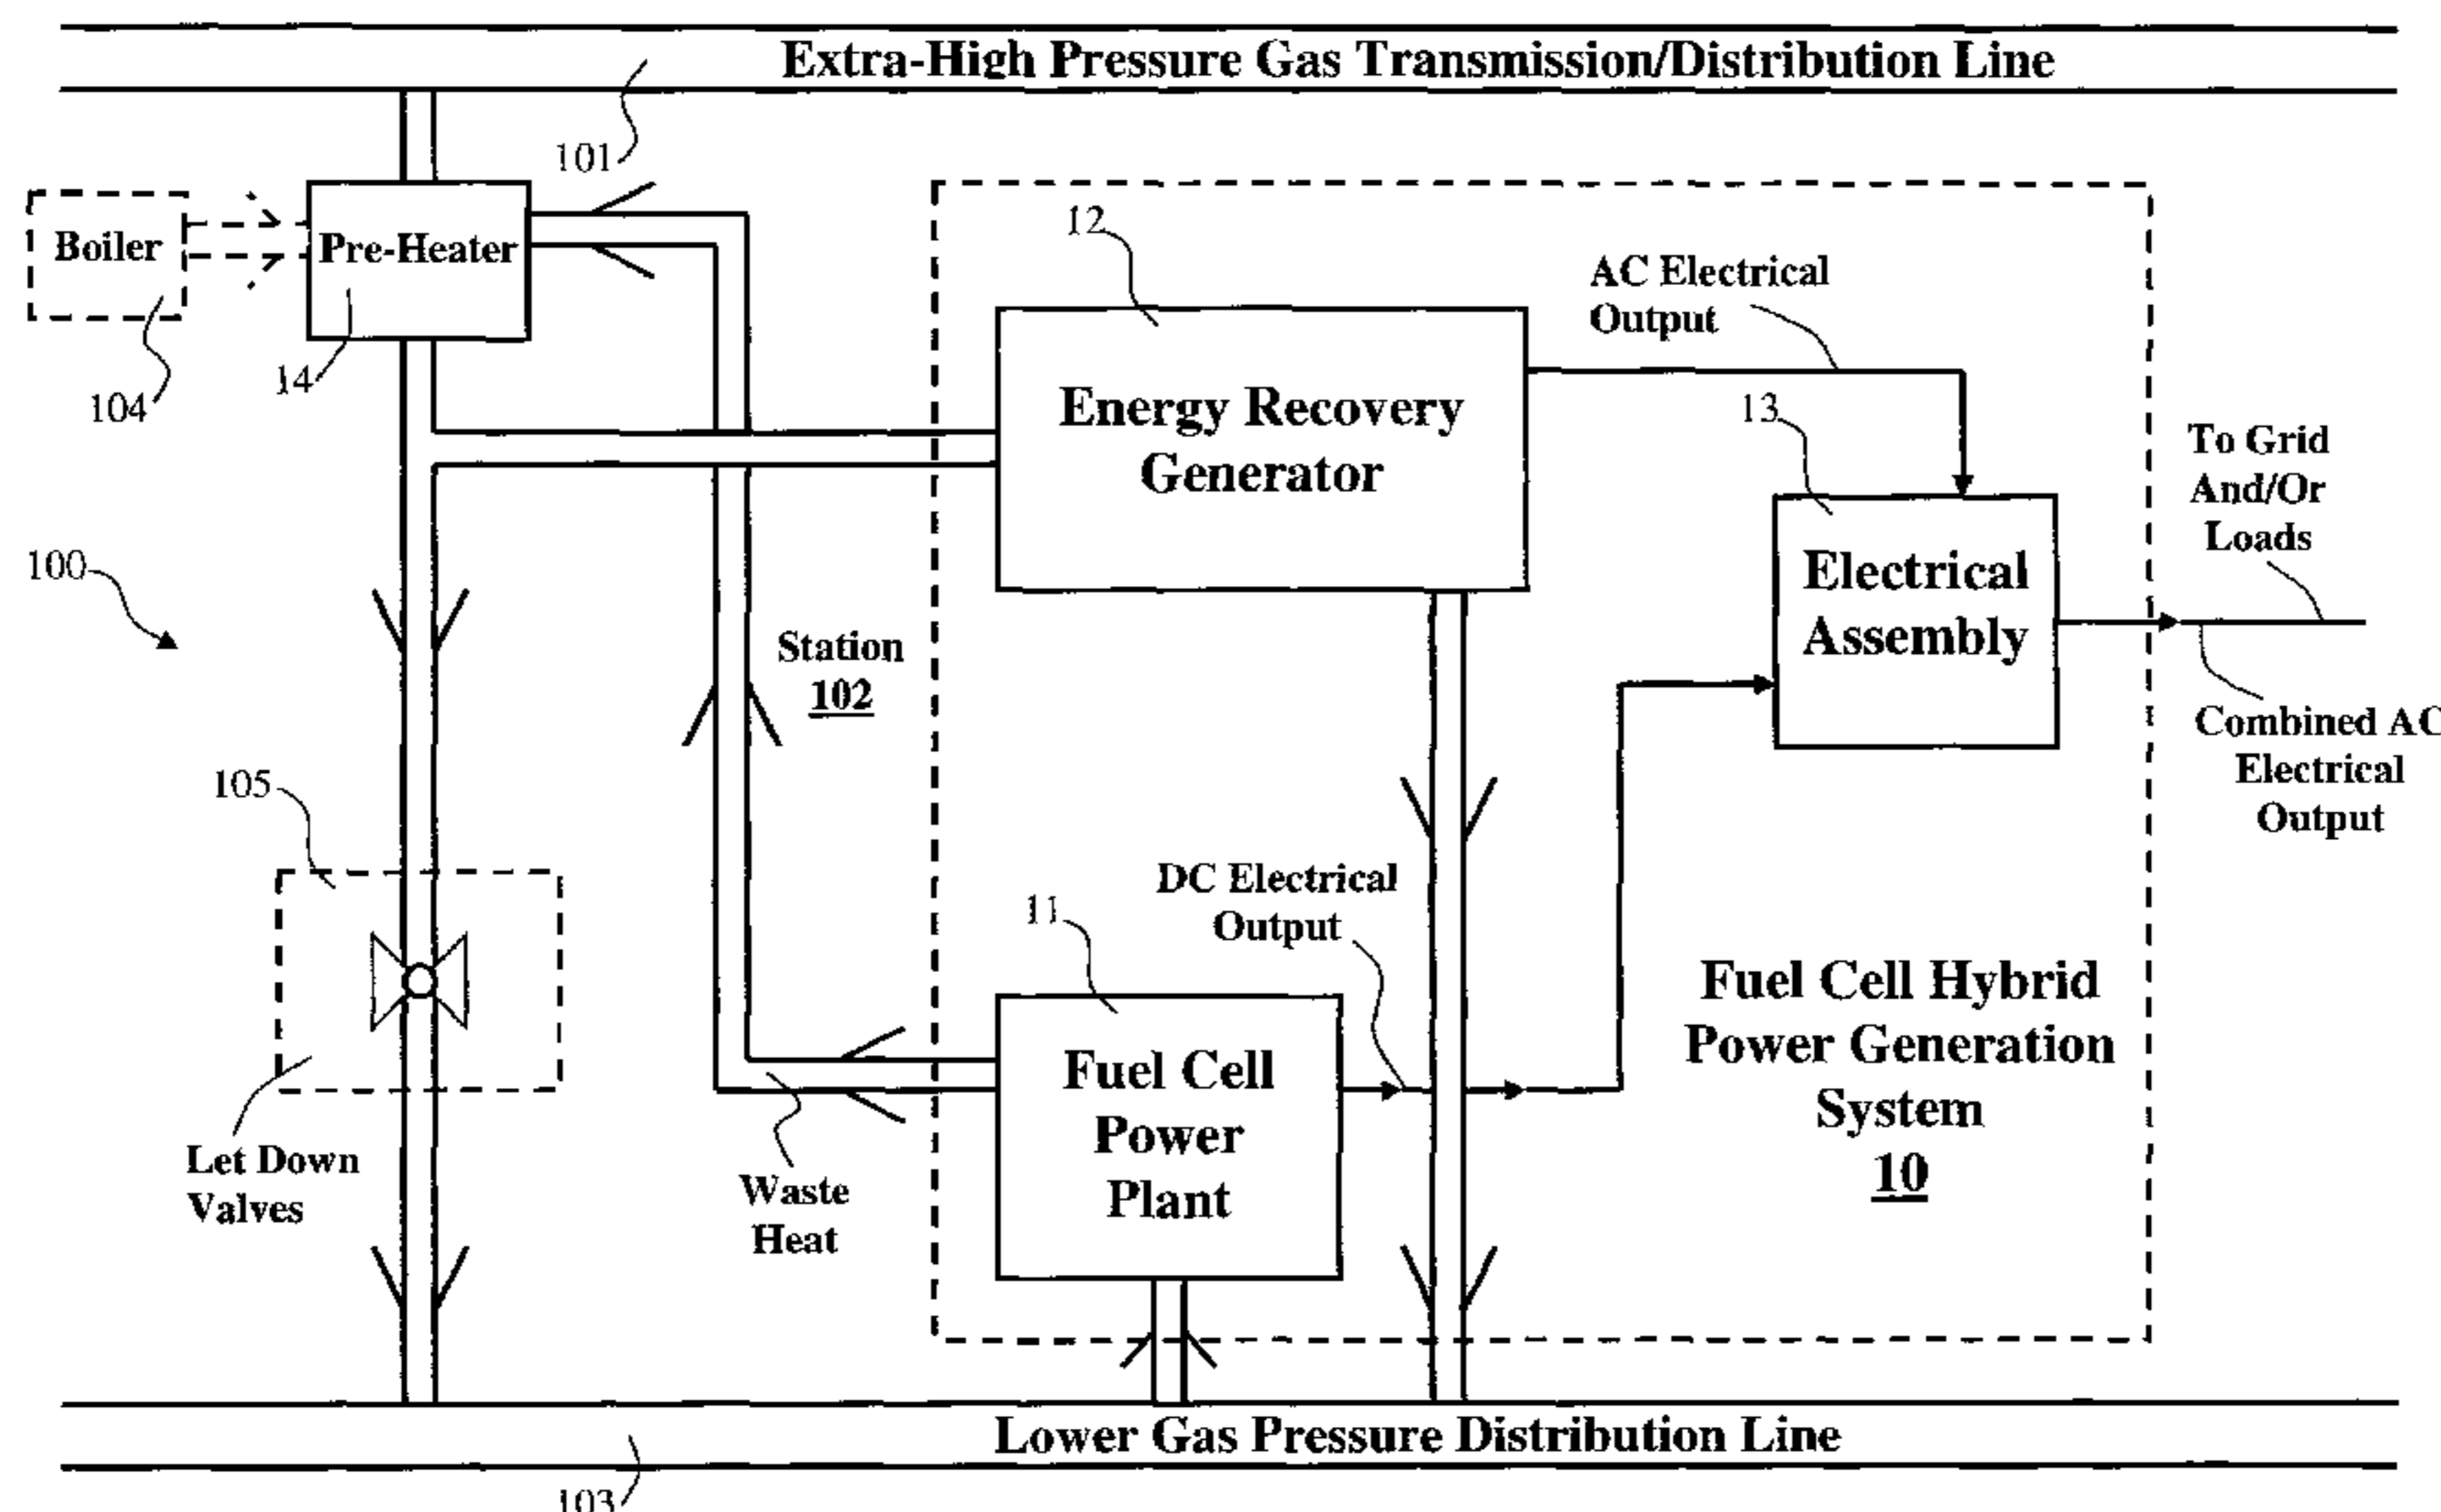 Extra-High Pressure Gas Transmission/Distribution Line
101
Boiler
Pre-Heater
104
14
12
AC Electrical
Output
Energy Recovery
Generator
13
To Grid
And/Or
Loads
Electrical
Assembly
100
Station
102
Combined AC
Electrical
Output
105
DC Electrical
Output
11
Fuel Cell
Power
Plant
Fuel Cell Hybrid
Power Generation
System
10
Let Down
Valves
Waste
Heat
Lower Gas Pressure Distribution Line
103